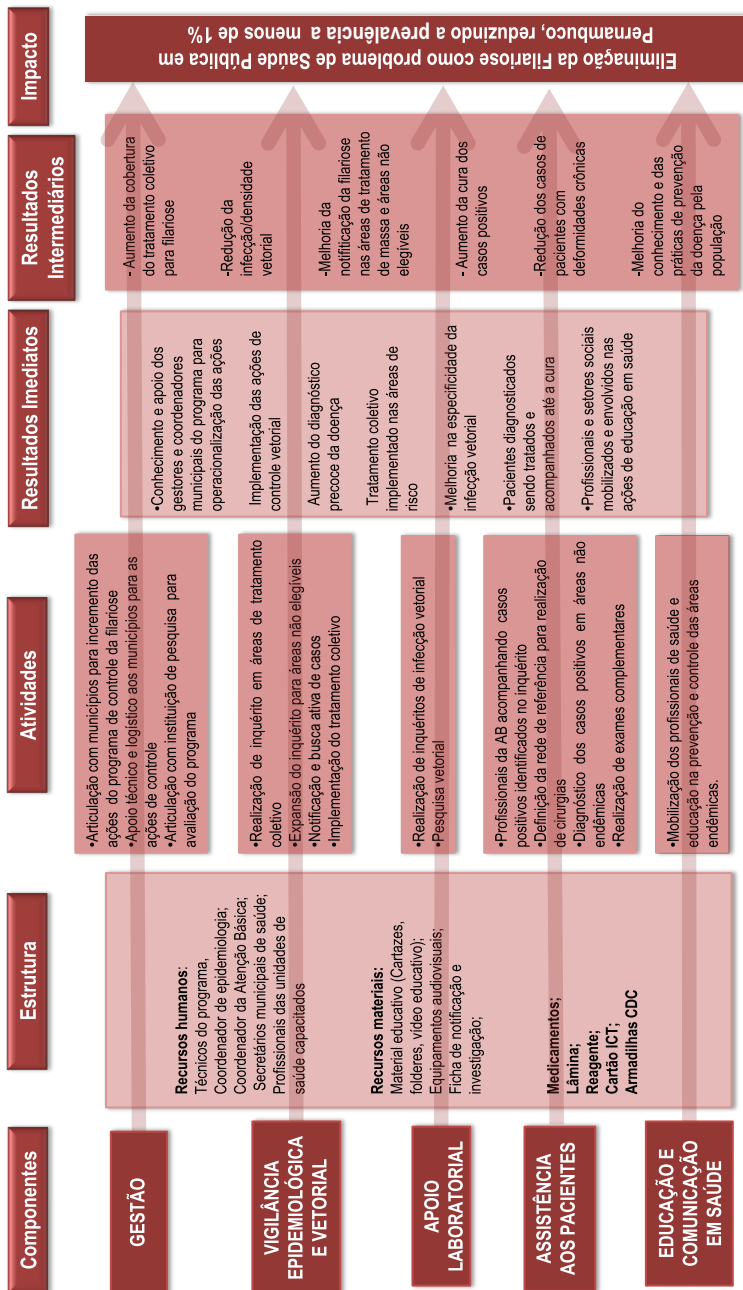 Componentes
Estrutura
Atividades
Resultados Imediatos
Resultados
Intermediários
Impacto
GESTÃO
VIGILÂNCIA
EPIDEMIOLÓGICA
E VETORIAL
APOIO
LABORATORIAL
ASSISTÊNCIA
AOS PACIENTES
EDUCAÇÃO E
COMUNICAÇÃO
EM SAÚDE
Recursos humanos:
Técnicos do programa,
Coordenador de epidemiologia;
Coordenador da Atenção Básica;
Secretários municipais de saúde;
Profissionais das unidades de
saúde capacitados
Recursos materiais:
Material educativo (Cartazes,
folderes, vídeo educativo);
Equipamentos audiovisuais;
Ficha de notificação e
investigação;
Medicamentos;
Lâmina;
Reagente;
Cartão ICT;
Armadilhas CDC
•Articulação com municípios para incremento das
ações do programa de controle da filariose
•Apoio técnico e logístico aos municípios para as
ações de controle
•Articulação com instituição de pesquisa para
avaliação do programa
•Realização de inquérito em áreas de tratamento
coletivo
•Expansão do inquérito para áreas não elegíveis
•Notificação e busca ativa de casos
•Implementação do tratamento coletivo
•Realização de inquéritos de infecção vetorial
•Pesquisa vetorial
•Profissionais da AB acompanhando casos
positivos identificados no inquérito
•Definição da rede de referência para realização
de cirurgias
•Diagnóstico dos casos positivos em áreas não
endêmicas
•Realização de exames complementares
•Mobilização dos profissionais de saúde e
educação na prevenção e controle das áreas
endêmicas.
•Conhecimento e apoio dos
gestores e coordenadores
municipais do programa para
operacionalização das ações
Implementação das ações de
controle vetorial
Aumento do diagnóstico
precoce da doença
Tratamento coletivo
implementado nas áreas de
risco
•Melhoria na especificidade da
infecção vetorial
•Pacientes diagnosticados
sendo tratados e
acompanhados até a cura
•Profissionais e setores sociais
mobilizados e envolvidos nas
ações de educação em saúde
- Aumento da cobertura
do tratamento coletivo
para filariose
-Redução da
infecção/densidade
vetorial
-Melhoria da
notifiticação da filariose
nas áreas de tratamento
de massa e áreas não
elegíveis
- Aumento da cura dos
casos positivos
-Redução dos casos de
pacientes com
deformidades crônicas
-Melhoria do
conhecimento e das
práticas de prevenção
da doença pela
população
Eliminação da Filariose como problema de Saúde Pública em
Pernambuco, reduzindo a prevalência a menos de 1%